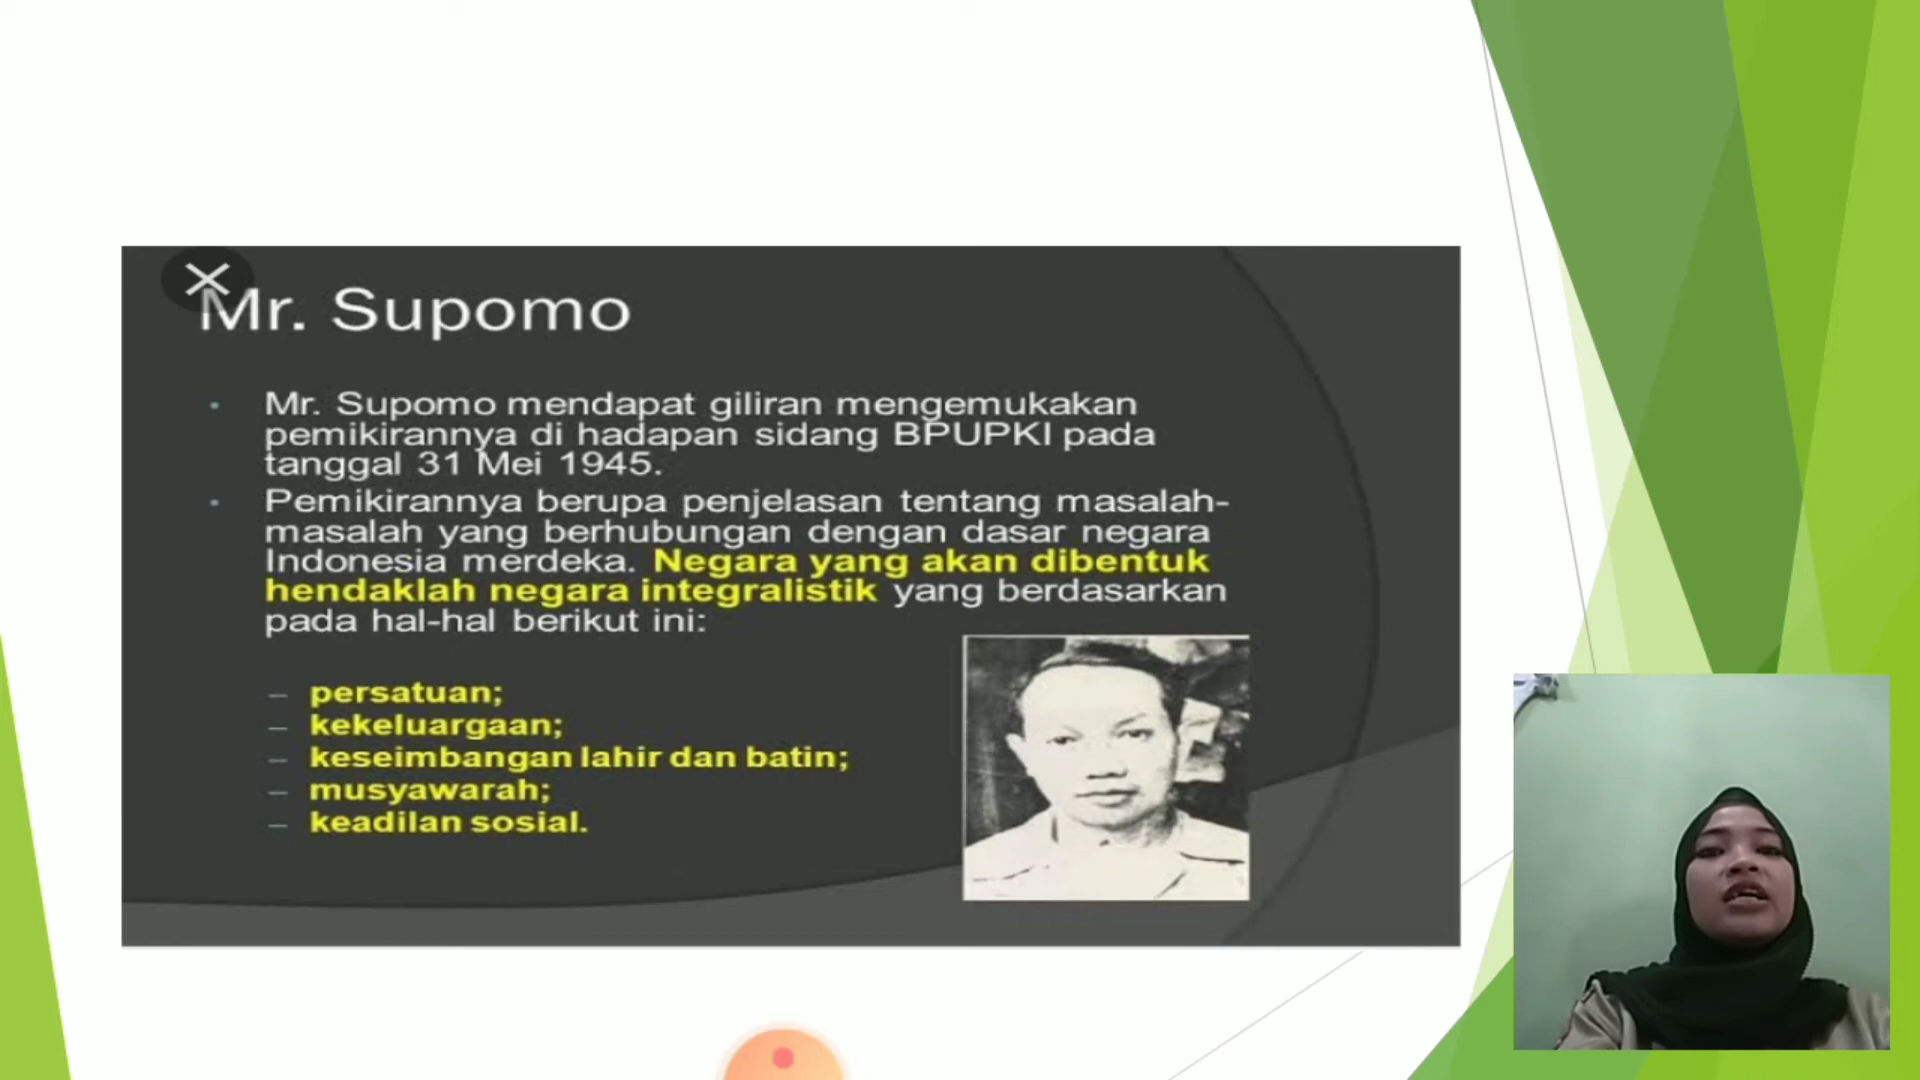 Mr. Supomo
Mr. Supomo mendapat giliran mengemukakan
pemikirannya di hadapan sidang BPUPKI pada
tanggal 31 Mei 1945.
Pemikirannya berupa penjelasan tentang masalah-
masalah yang berhubungan dengan dasar negara
Indonesia merdeka. Negara yang akan dibentuk
hendaklah negara integralistik yang berdasarkan
pada hal-hal berikut ini:
– persatuan;
– kekeluargaan;
– keseimbangan lahir dan batin;
– musyawarah;
– keadilan sosial.